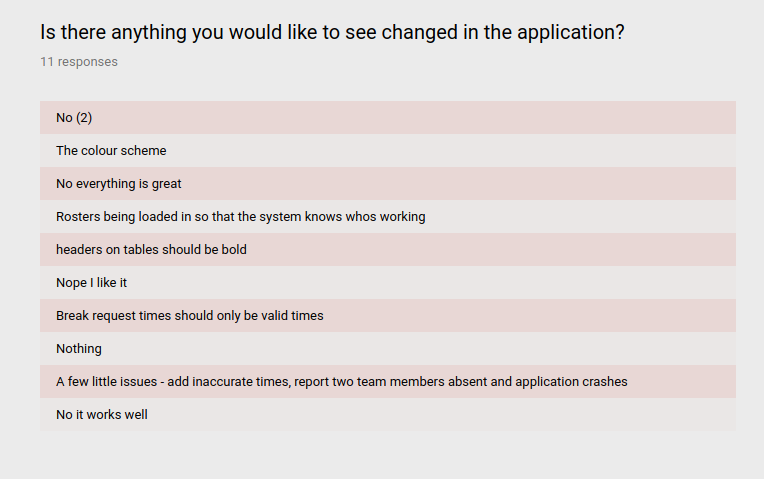 Is there anything you would like to see changed in the application?
11 responses
No (2)
The colour scheme
No everything is great
Rosters being loaded in so that the system knows whos working
headers on tables should be bold
Nope I like it
Break request times should only be valid times
Nothing
A few little issues - add inaccurate times, report two team members absent and application crashes
No it works well